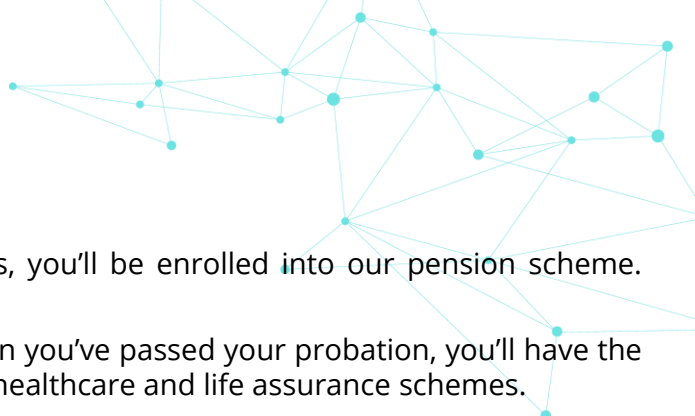 s, you’ll be enrolled into our pension scheme.
n you’ve passed your probation, you’ll have the
healthcare and life assurance schemes.